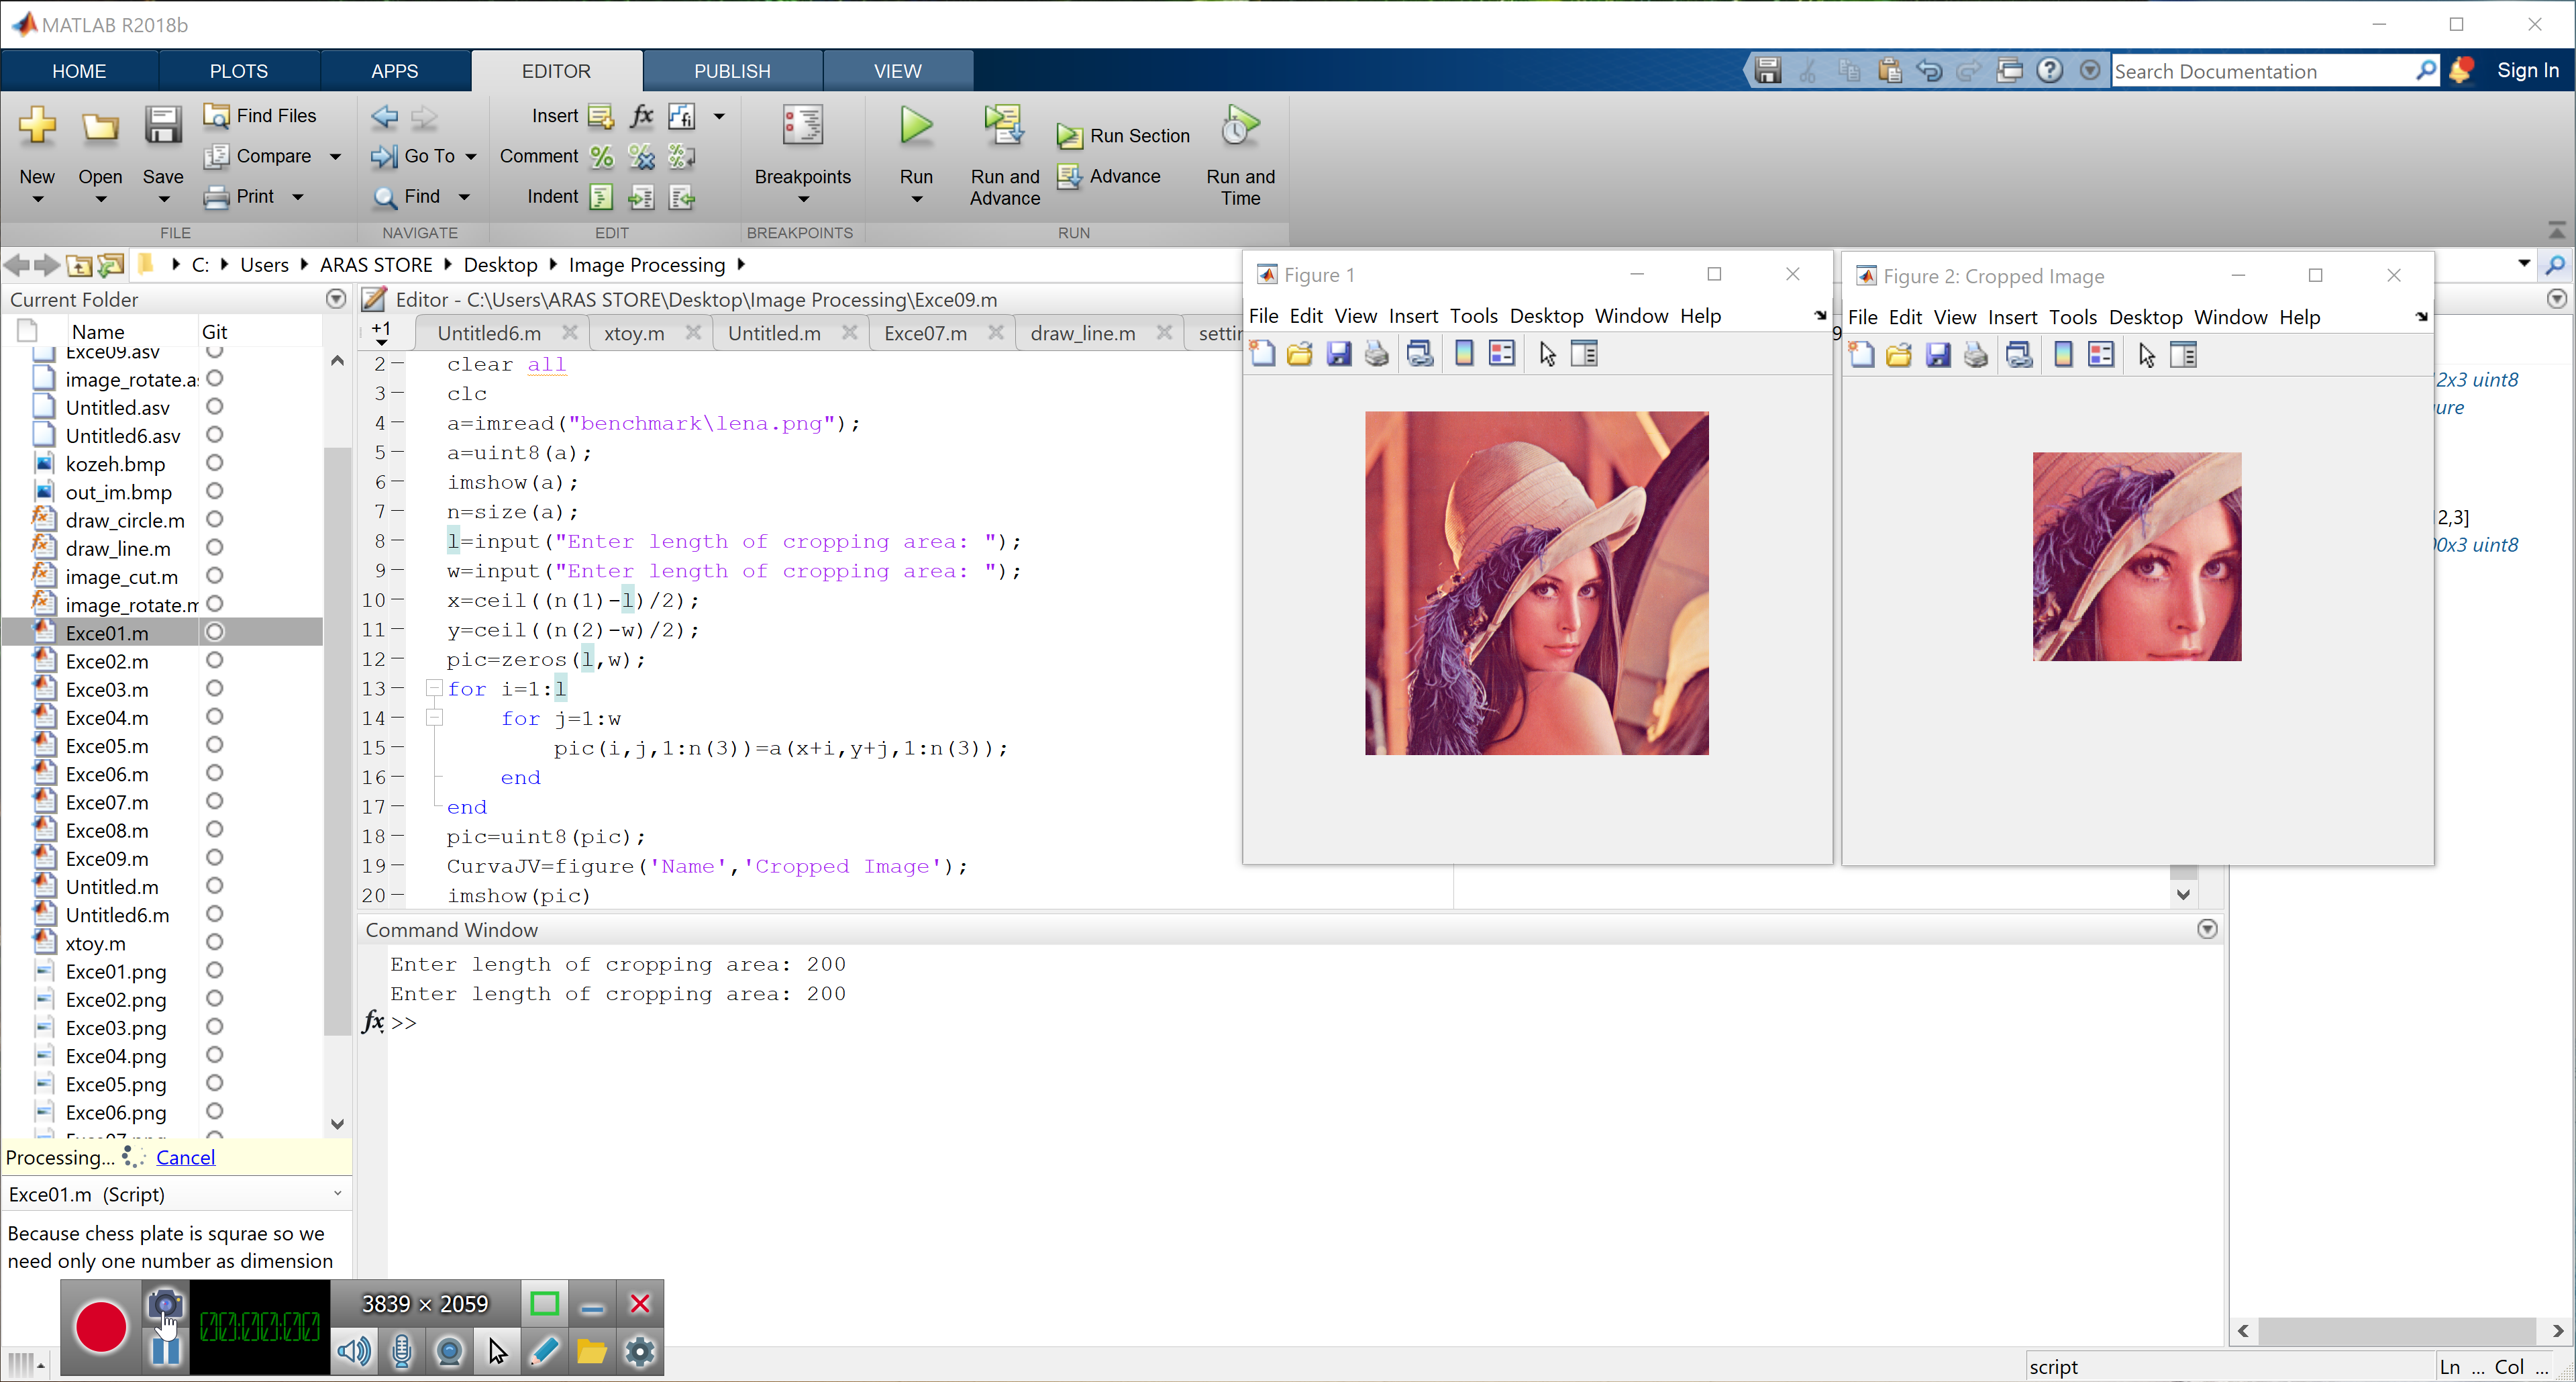 MATLAB R2018b
HOME PLOTS APPS EDITOR PUBLISH VIEW
Search Documentation
Sign In
New
Open
Save
Find Files
Compare
Print
FILE
Go To
Find
NAVIGATE
Insert
Comment
Indent
EDIT
Breakpoints
BREAKPOINTS
Run
Run and Advance
Run Section
Advance
Run and Time
RUN
C: Users ARAS STORE Desktop Image Processing
Current Folder
Name Git
Exce09.asv
image_rotate.as
Untitled.asv
Untitled6.asv
kozeh.bmp
out_im.bmp
draw_circle.m
draw_line.m
image_cut.m
image_rotate.m
Exce01.m
Exce02.m
Exce03.m
Exce04.m
Exce05.m
Exce06.m
Exce07.m
Exce08.m
Exce09.m
Untitled.m
Untitled6.m
xtoy.m
Exce01.png
Exce02.png
Exce03.png
Exce04.png
Exce05.png
Exce06.png
Exce07.png
Processing... Cancel
Exce01.m (Script)
Because chess plate is squrae so we
need only one number as dimension
Editor - C:\Users\ARAS STORE\Desktop\Image Processing\Exce09.m
+1 Untitled6.m xtoy.m Untitled.m Exce07.m draw_line.m settin
2 clear all
3 clc
4 a=imread("benchmark\lena.png");
5 a=uint8(a);
6 imshow(a);
7 n=size(a);
8 l=input("Enter length of cropping area: ");
9 w=input("Enter length of cropping area: ");
10 x=ceil((n(1)-l)/2);
11 y=ceil((n(2)-w)/2);
12 pic=zeros(l,w);
13 for i=1:l
14 for j=1:w
15 pic(i,j,1:n(3))=a(x+i,y+j,1:n(3));
16 end
17 end
18 pic=uint8(pic);
19 CurvaJV=figure('Name','Cropped Image');
20 imshow(pic)
Command Window
Enter length of cropping area: 200
Enter length of cropping area: 200
fx >>
Figure 1
File Edit View Insert Tools Desktop Window Help
Figure 2: Cropped Image
File Edit View Insert Tools Desktop Window Help
9
2x3 uint8
ure
2,3]
00x3 uint8
3839 × 2059
00:00:00
script
Ln ... Col ...